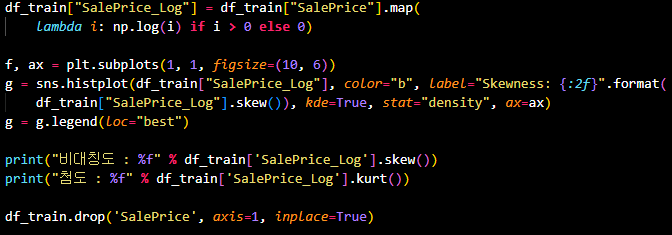 df_train["SalePrice_Log"] = df_train["SalePrice"].map(
    lambda i: np.log(i) if i > 0 else 0)
f, ax = plt.subplots(1, 1, figsize=(10, 6))
g = sns.histplot(df_train["SalePrice_Log"], color="b", label="Skewness: {:2f}".format(
    df_train["SalePrice_Log"].skew()), kde=True, stat="density", ax=ax)
g = g.legend(loc="best")
print("비대칭도 : %f" % df_train['SalePrice_Log'].skew())
print("첨도 : %f" % df_train['SalePrice_Log'].kurt())
df_train.drop('SalePrice', axis=1, inplace=True)